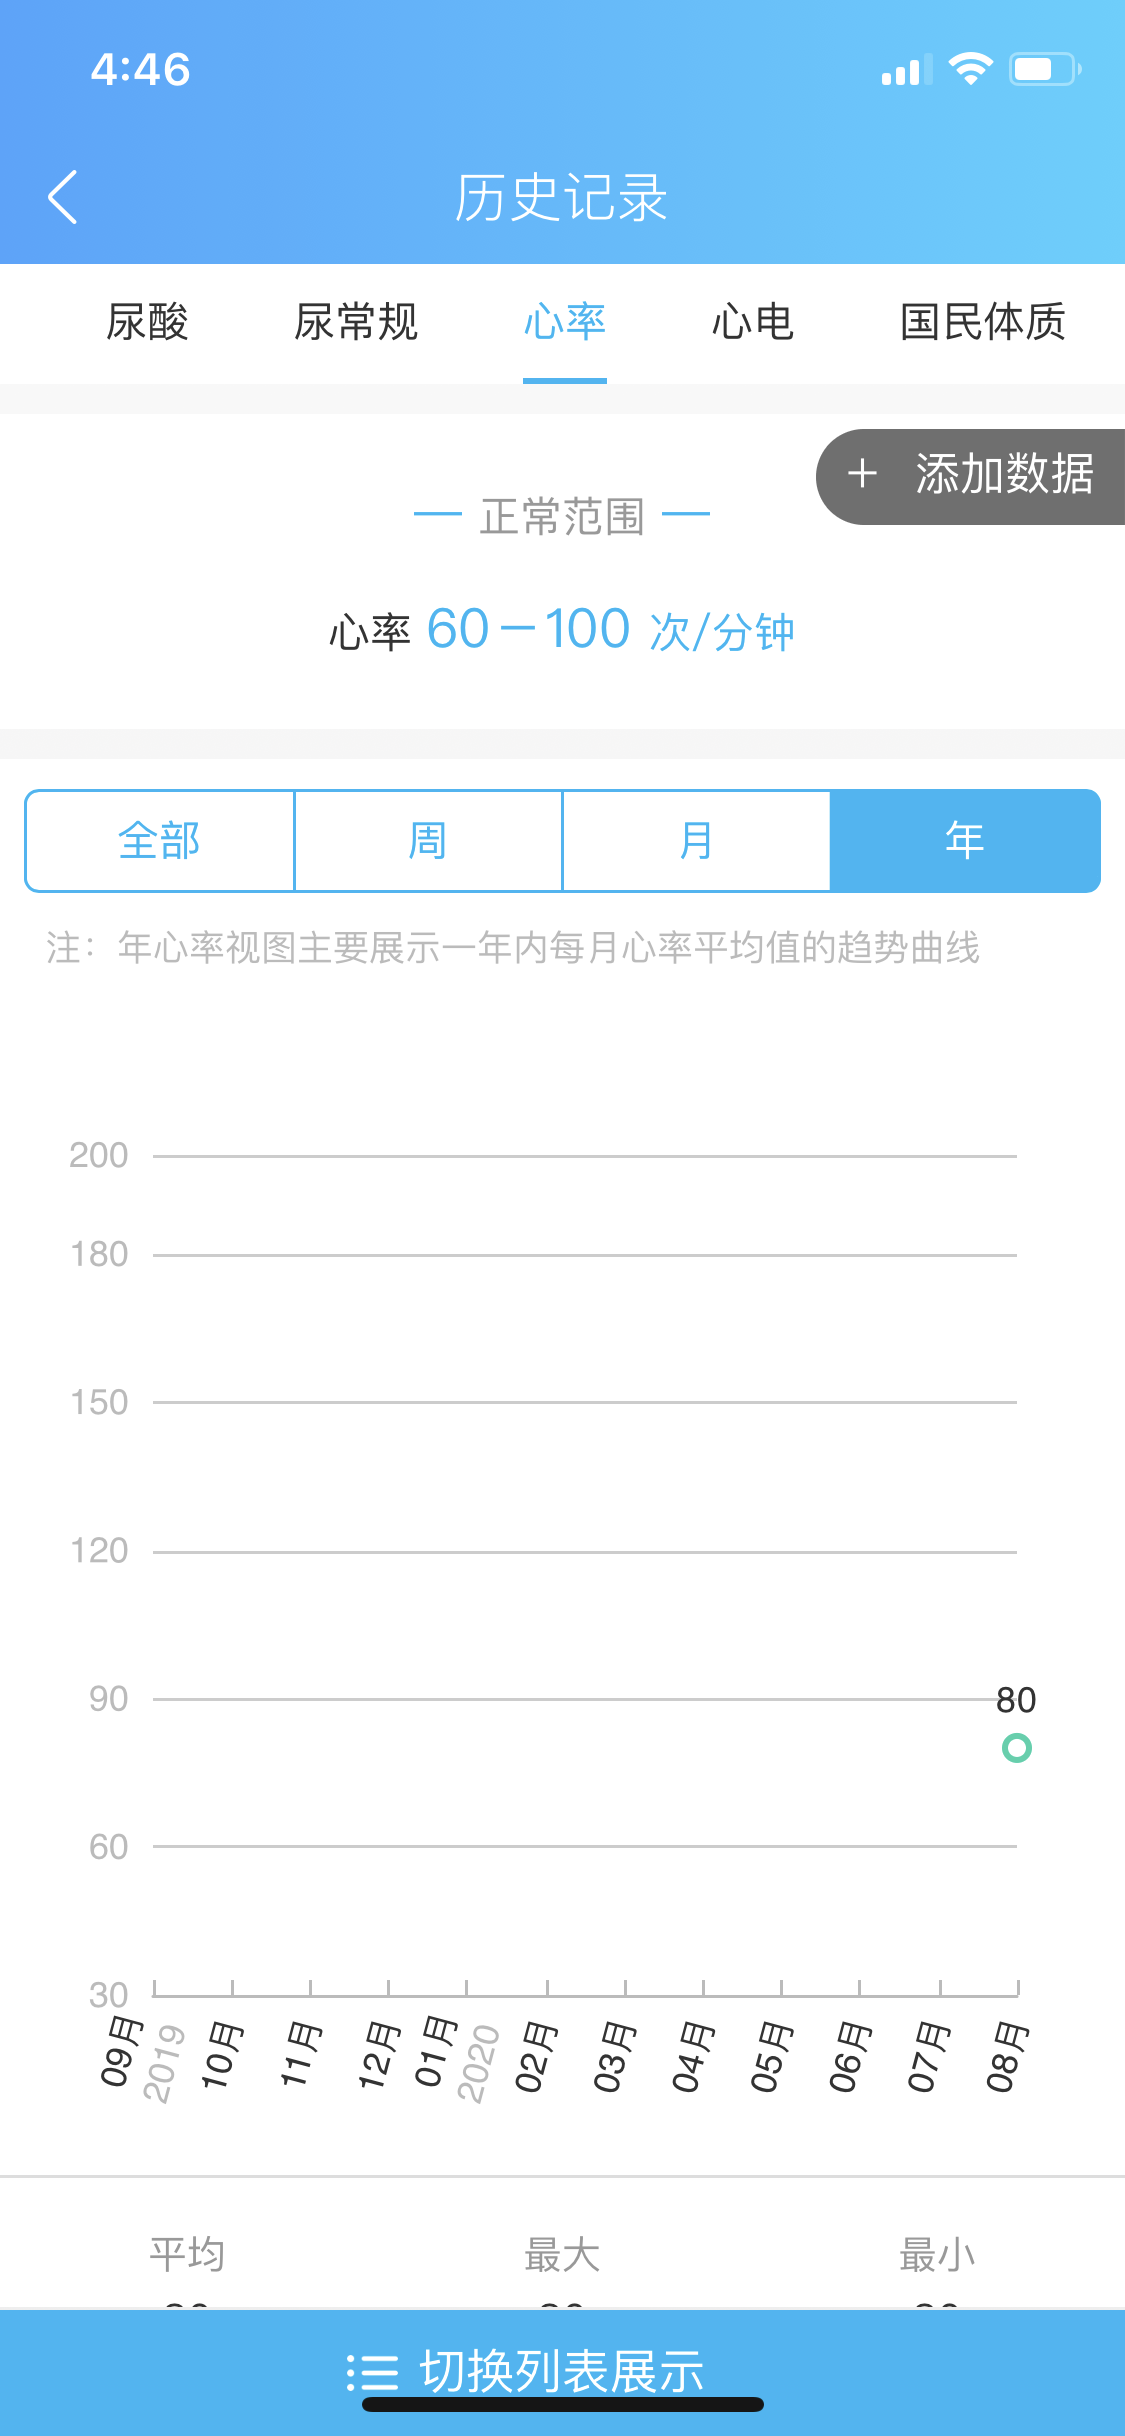 4:46
历史记录
尿酸 尿常规 心率 心电 国民体质
+ 添加数据
正常范围
心率 60-100 次/分钟
全部 周 月 年
注：年心率视图主要展示一年内每月心率平均值的趋势曲线
200
180
150
120
90
80
60
30
09月 2019 10月 11月 12月 01月 2020 02月 03月 04月 05月 06月 07月 08月
平均 最大 最小
切换列表展示